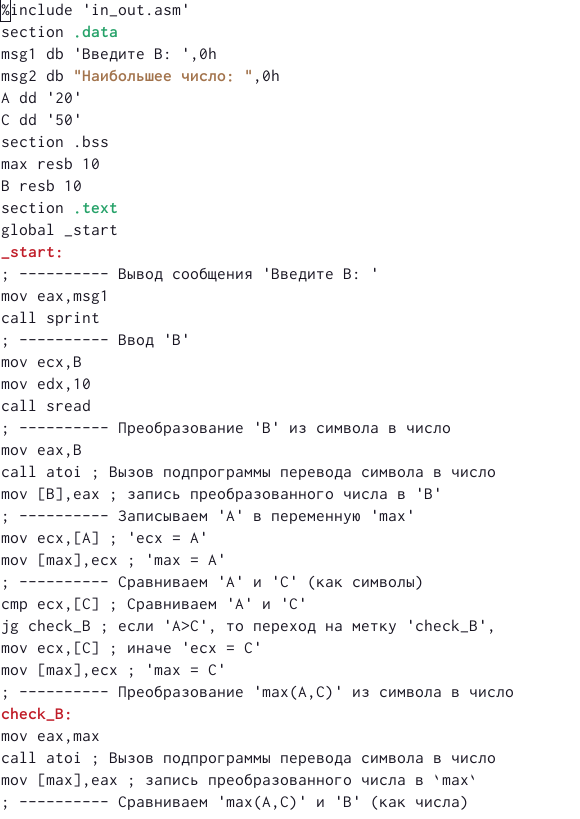 %include 'in_out.asm'
section .data
msg1 db 'Введите B: ',0h
msg2 db "Наибольшее число: ",0h
A dd '20'
C dd '50'
section .bss
max resb 10
B resb 10
section .text
global _start
_start:
; ---------- Вывод сообщения 'Введите B: '
mov eax,msg1
call sprint
; ---------- Ввод 'B'
mov ecx,B
mov edx,10
call sread
; ---------- Преобразование 'B' из символа в число
mov eax,B
call atoi ; Вызов подпрограммы перевода символа в число
mov [B],eax ; запись преобразованного числа в 'B'
; ---------- Записываем 'A' в переменную 'max'
mov ecx,[A] ; 'ecx = A'
mov [max],ecx ; 'max = A'
; ---------- Сравниваем 'A' и 'С' (как символы)
cmp ecx,[C] ; Сравниваем 'A' и 'С'
jg check_B ; если 'A>C', то переход на метку 'check_B',
mov ecx,[C] ; иначе 'ecx = C'
mov [max],ecx ; 'max = C'
; ---------- Преобразование 'max(A,C)' из символа в число
check_B:
mov eax,max
call atoi ; Вызов подпрограммы перевода символа в число
mov [max],eax ; запись преобразованного числа в `max`
; ---------- Сравниваем 'max(A,C)' и 'B' (как числа)